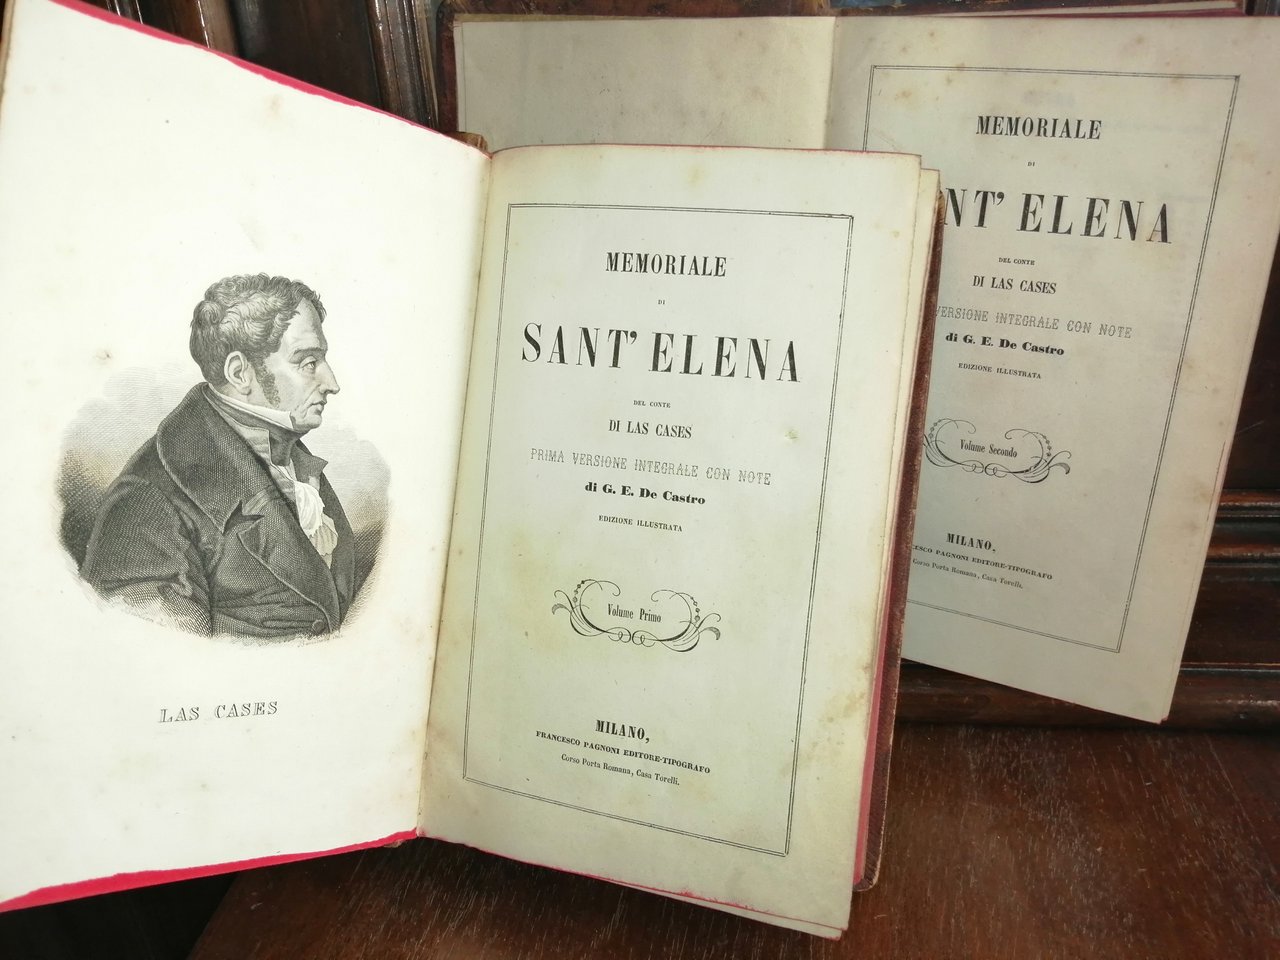 LAS CASES
MEMORIALE
DI
SANT' ELENA
DEL CONTE
DI LAS CASES
PRIMA VERSIONE INTEGRALE CON NOTE
di G. E. De Castro
EDIZIONE ILLUSTRATA
Volume Primo
MILANO,
FRANCESCO PAGNONI EDITORE-TIPOGRAFO
Corso Porta Romana, Casa Torelli.
MEMORIALE
DI
NT' ELENA
DEL CONTE
DI LAS CASES
VERSIONE INTEGRALE CON NOTE
di G. E. De Castro
EDIZIONE ILLUSTRATA
Volume Secondo
MILANO,
CESCO PAGNONI EDITORE-TIPOGRAFO
Corso Porta Romana, Casa Torelli.